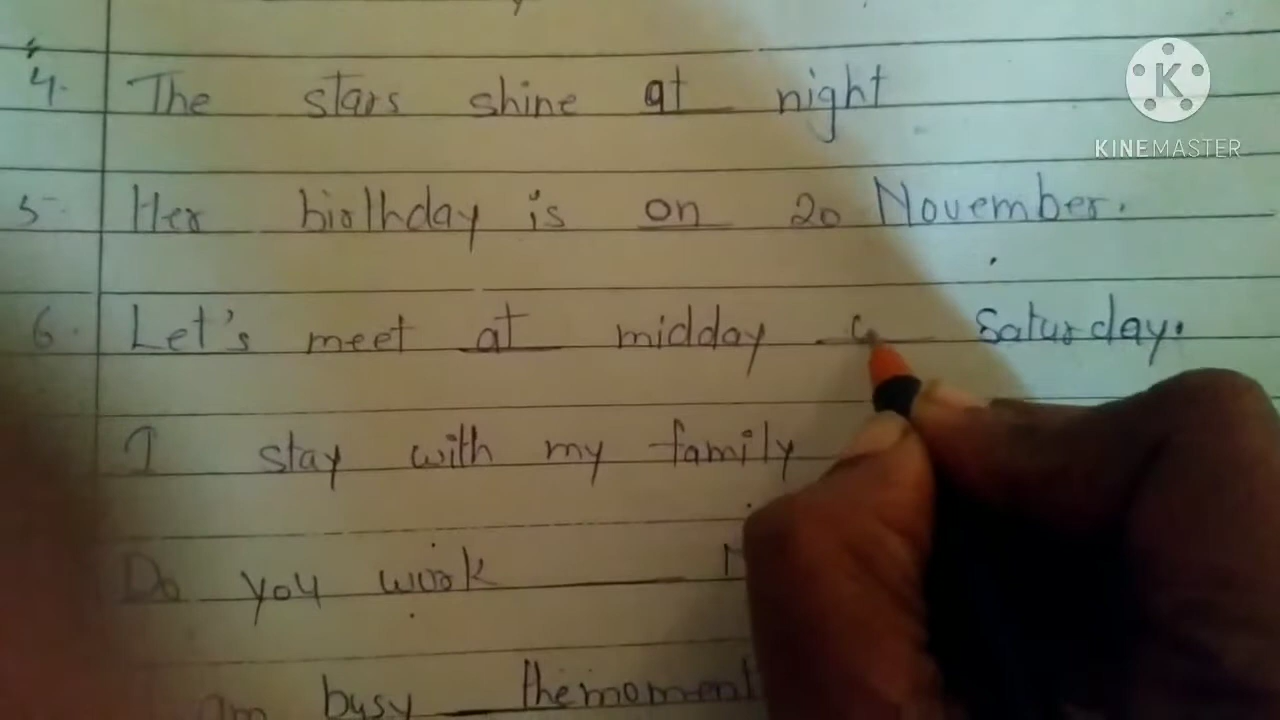 4. The stars shine at night
K
KINEMASTER
5. Her birthday is on 20 November.
6. Let's meet at midday Saturday.
I stay with my family
Do you work
am busy the moment